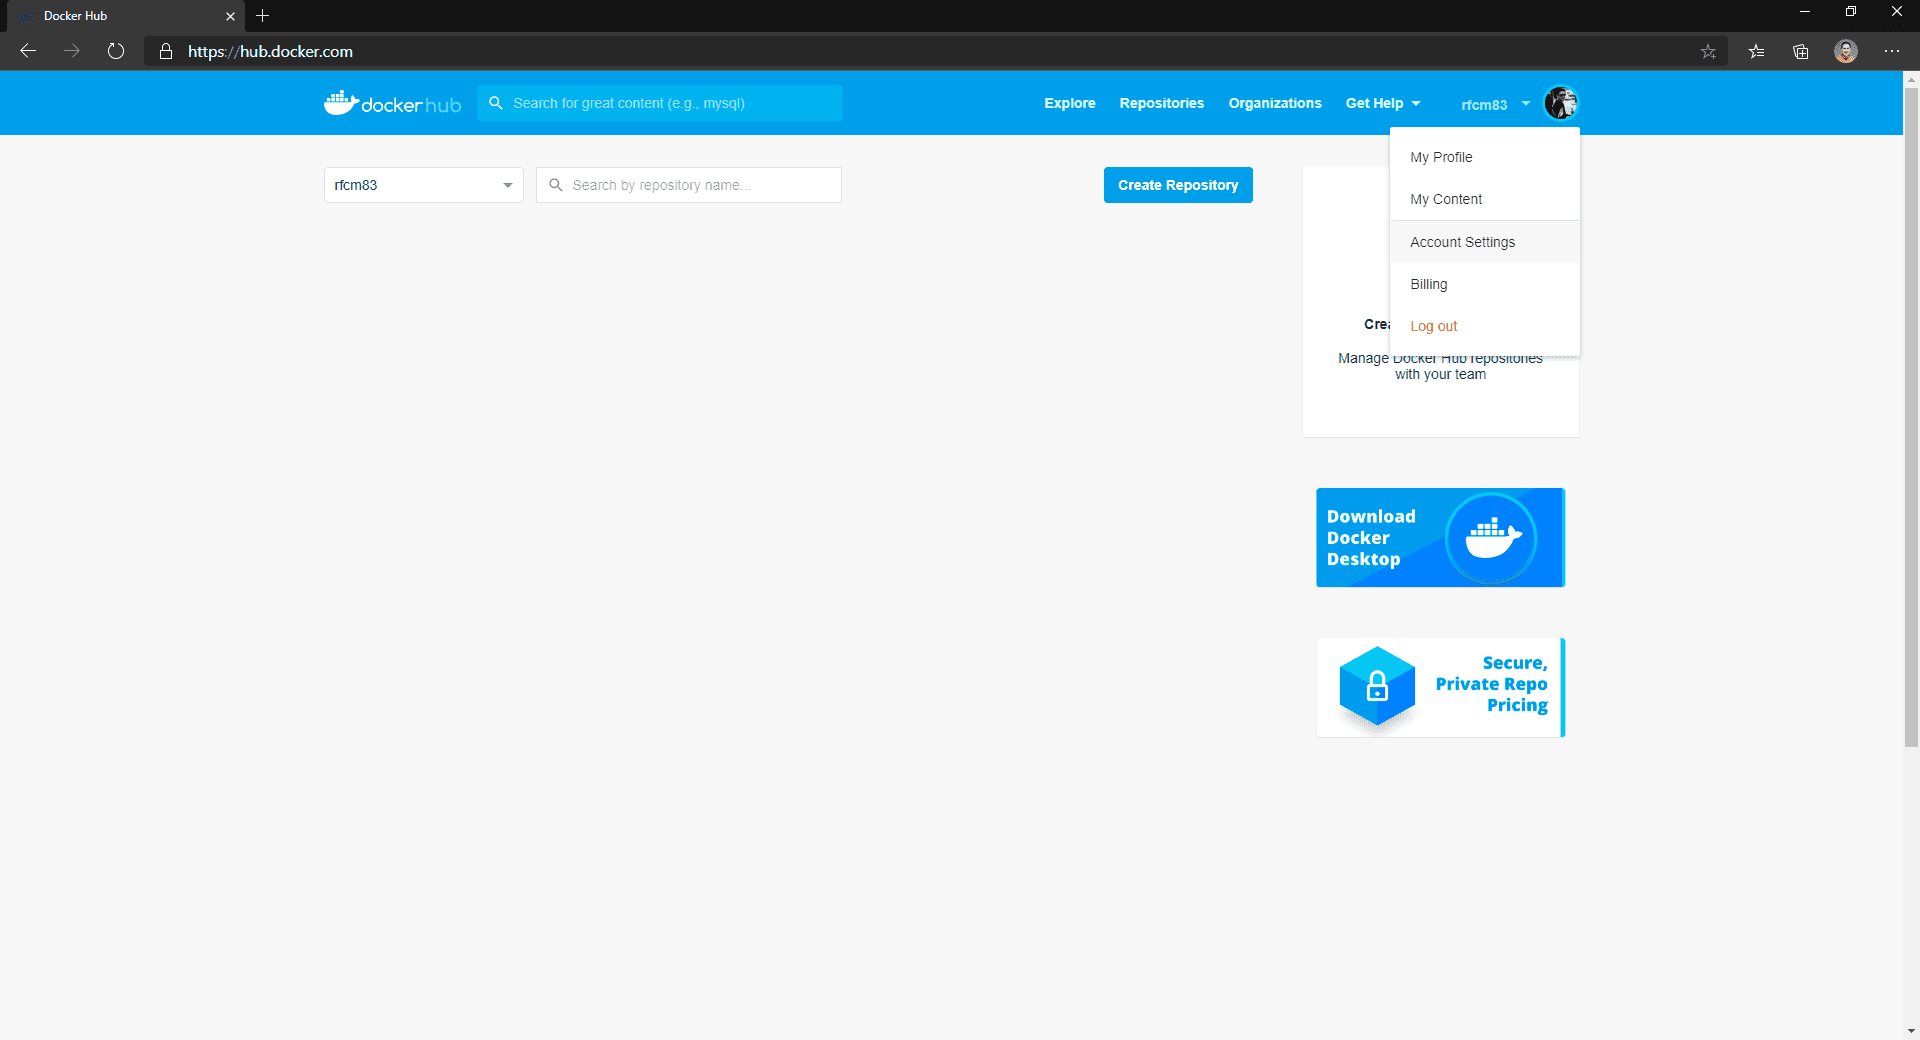 Docker Hub
https://hub.docker.com
docker hub
Search for great content (e.g., mysql)
Explore
Repositories
Organizations
Get Help
rfcm83
My Profile
My Content
Account Settings
Billing
Log out
rfcm83
Search by repository name...
Create Repository
Manage Docker Hub repositories
with your team
Download
Docker
Desktop
Secure,
Private Repo
Pricing